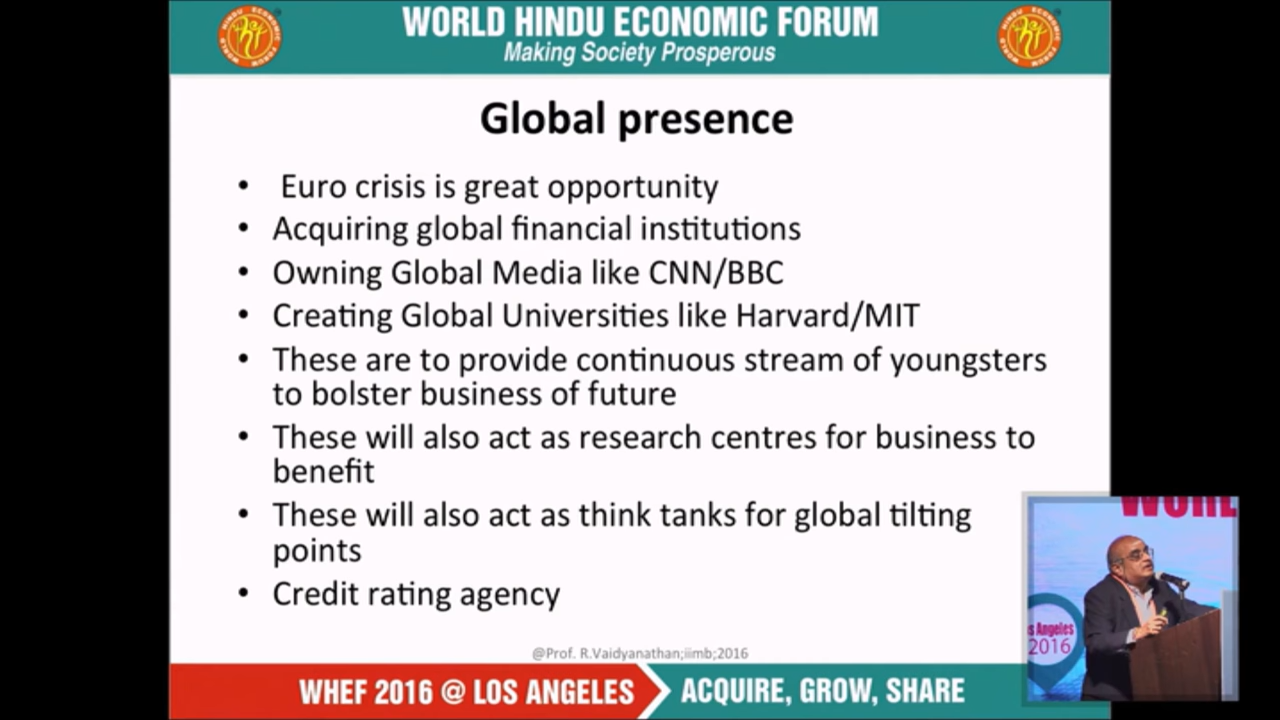 WORLD HINDU ECONOMIC FORUM
Making Society Prosperous
Global presence
• Euro crisis is great opportunity
• Acquiring global financial institutions
• Owning Global Media like CNN/BBC
• Creating Global Universities like Harvard/MIT
• These are to provide continuous stream of youngsters
to bolster business of future
• These will also act as research centres for business to
benefit
• These will also act as think tanks for global tilting
points
• Credit rating agency
@Prof. R.Vaidyanathan;iimb;2016
WHEF 2016 @ LOS ANGELES
ACQUIRE, GROW, SHARE
WORL
s Angeles
2016